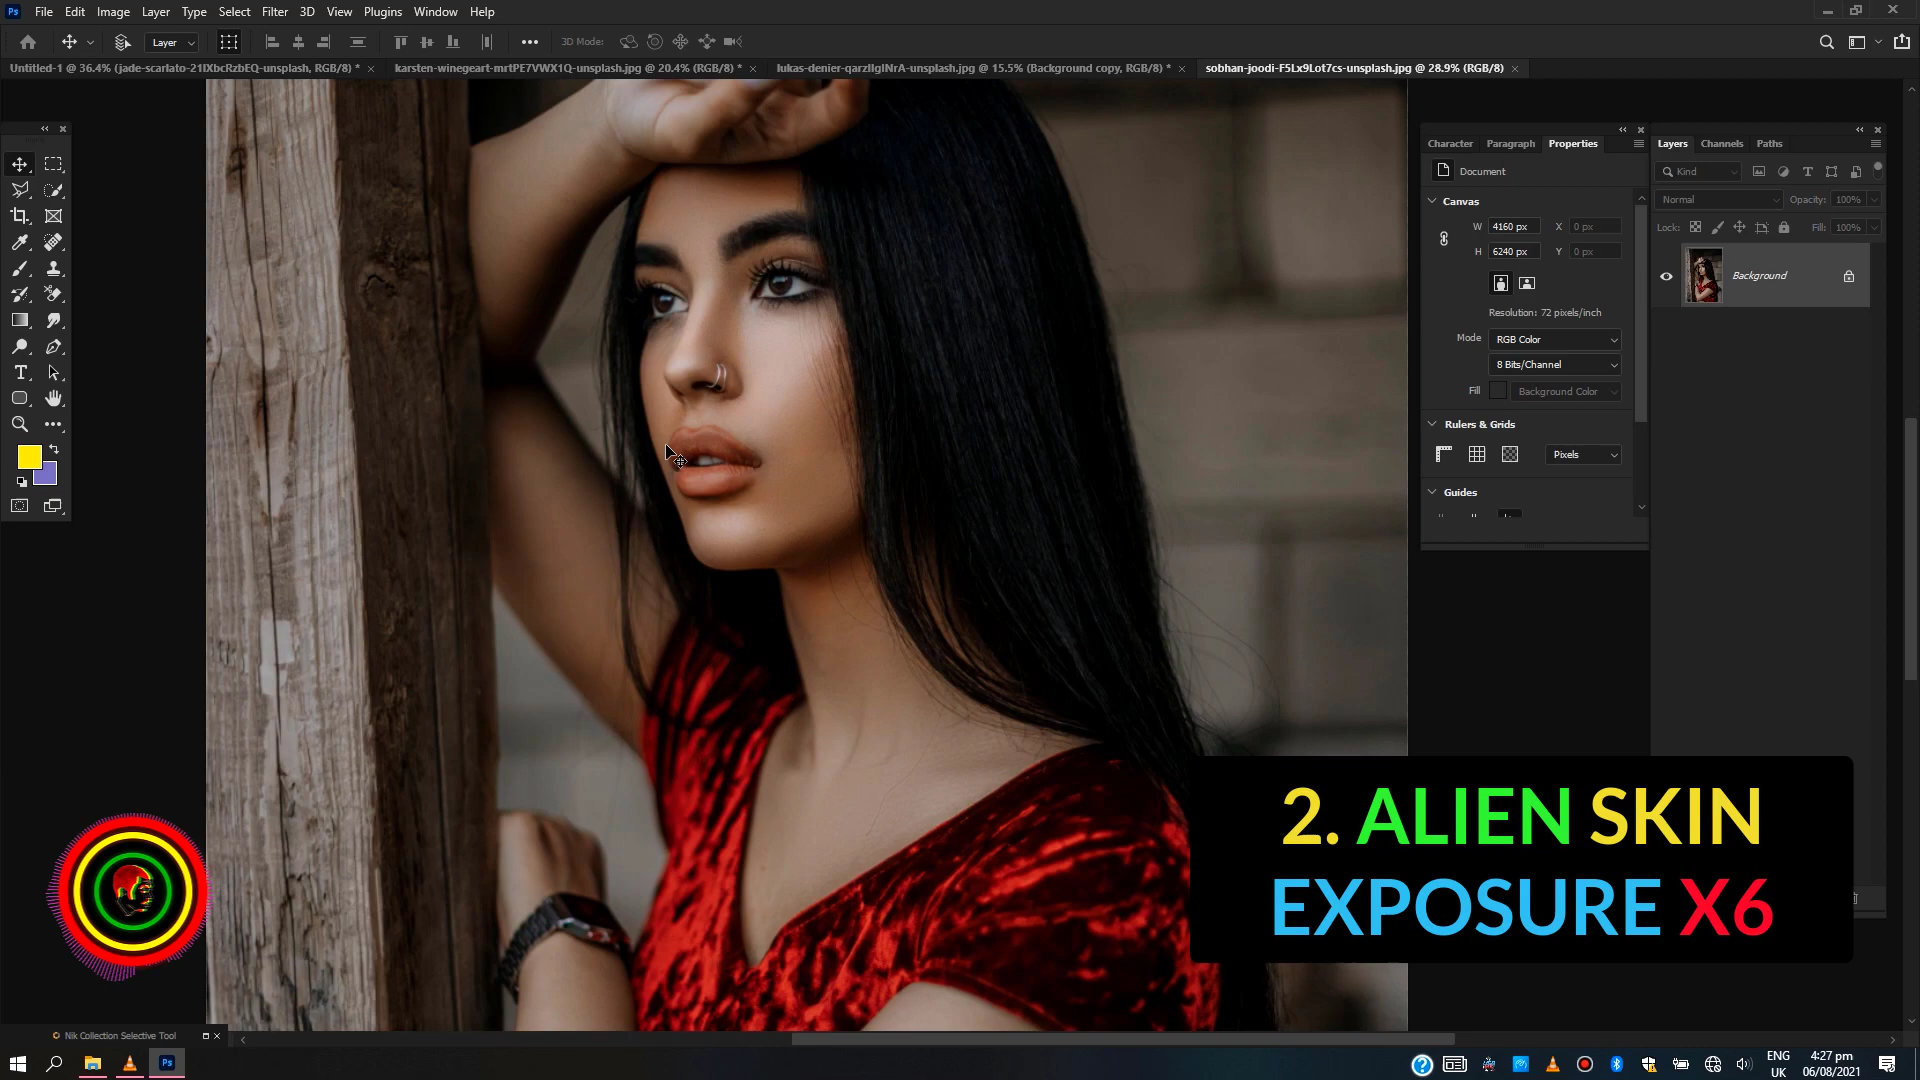 Ps File Edit Image Layer Type Select Filter 3D View Plugins Window Help
Layer 3D Mode:
Untitled-1 @ 36.4% (jade-scarlato-21lXbcRzbEQ-unsplash, RGB/8) * karsten-winegeart-mrtPE7VWX1Q-unsplash.jpg @ 20.4% (RGB/8) * lukas-denier-qarzJlglNrA-unsplash.jpg @ 15.5% (Background copy, RGB/8) * sobhan-joodi-F5Lx9Lot7cs-unsplash.jpg @ 28.9% (RGB/8)
Character Paragraph Properties
Document
Canvas
W 4160 px X 0 px
H 6240 px Y 0 px
Resolution: 72 pixels/inch
Mode RGB Color
8 Bits/Channel
Fill Background Color
Rulers & Grids
Pixels
Guides
Layers Channels Paths
Kind
Normal Opacity: 100%
Lock: Fill: 100%
Background
2. ALIEN SKIN
EXPOSURE X6
Nik Collection Selective Tool
Ps
ENG
UK
4:27 pm
06/08/2021